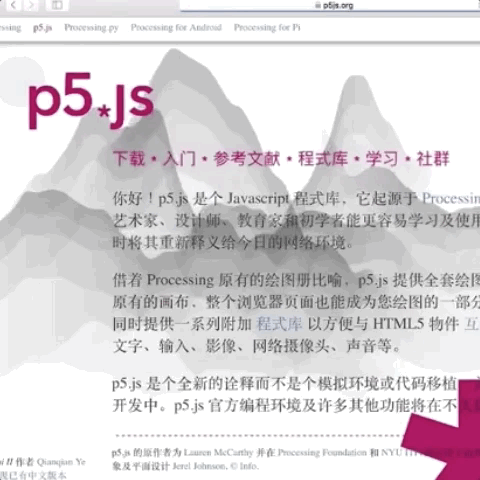 p5js.org
essing p5.js Processing.py Processing for Android Processing for Pi
p5*js
下载 * 入门 * 参考文献 * 程式库 * 学习 * 社群
你好！p5.js 是个 Javascript 程式库，它起源于 Processin
艺术家、设计师、教育家和初学者能更容易学习及使用
时将其重新释义给今日的网络环境。
借着 Processing 原有的绘图册比喻，p5.js 提供全套绘图
原有的画布，整个浏览器页面也能成为您绘图的一部分
同时提供一系列附加 程式库 以方便与 HTML5 物件 互
文字、输入、影像、网络摄像头、声音等。
p5.js 是个全新的诠释而不是个模拟环境或代码移植
开发中。p5.js 官方编程环境及许多其他功能将在不久
p5.js 的原作者为 Lauren McCarthy 并在 Processing Foundation 和 NYU
象及平面设计 Jerel Johnson. © Info.
II 作者 Qianqian Ye
现已有中文版本